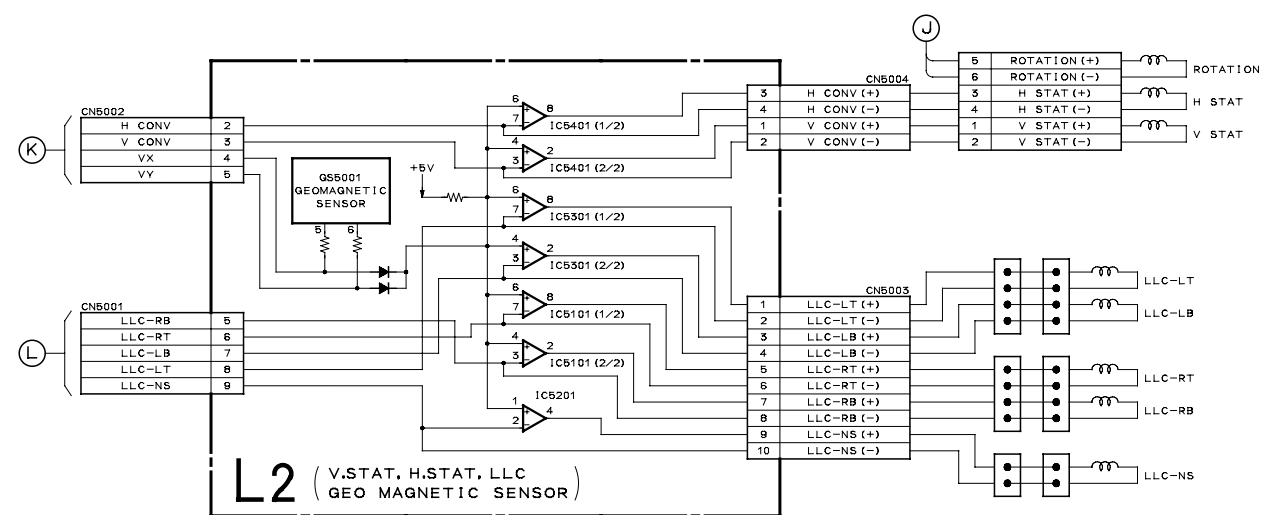 J
5 ROTATION(+)
6 ROTATION(-)
3 H STAT(+)
4 H STAT(-)
1 V STAT(+)
2 V STAT(-)
ROTATION
H STAT
V STAT
CN5004
3 H CONV(+)
4 H CONV(-)
1 V CONV(+)
2 V CONV(-)
K
CN5002
H CONV 2
V CONV 3
VX 4
VY 5
GS5001
GEOMAGNETIC
SENSOR
5 6
+5V
6 + 8
7 -
IC5401(1/2)
4 + 2
3 -
IC5401(2/2)
6 + 8
7 -
IC5301(1/2)
4 + 2
3 -
IC5301(2/2)
6 + 8
7 -
IC5101(1/2)
4 + 2
3 -
IC5101(2/2)
IC5201
1 + 4
2 -
L
CN5001
LLC-RB 5
LLC-RT 6
LLC-LB 7
LLC-LT 8
LLC-NS 9
CN5003
1 LLC-LT(+)
2 LLC-LT(-)
3 LLC-LB(+)
4 LLC-LB(-)
5 LLC-RT(+)
6 LLC-RT(-)
7 LLC-RB(+)
8 LLC-RB(-)
9 LLC-NS(+)
10 LLC-NS(-)
LLC-LT
LLC-LB
LLC-RT
LLC-RB
LLC-NS
L2 (V.STAT, H.STAT, LLC
GEO MAGNETIC SENSOR)